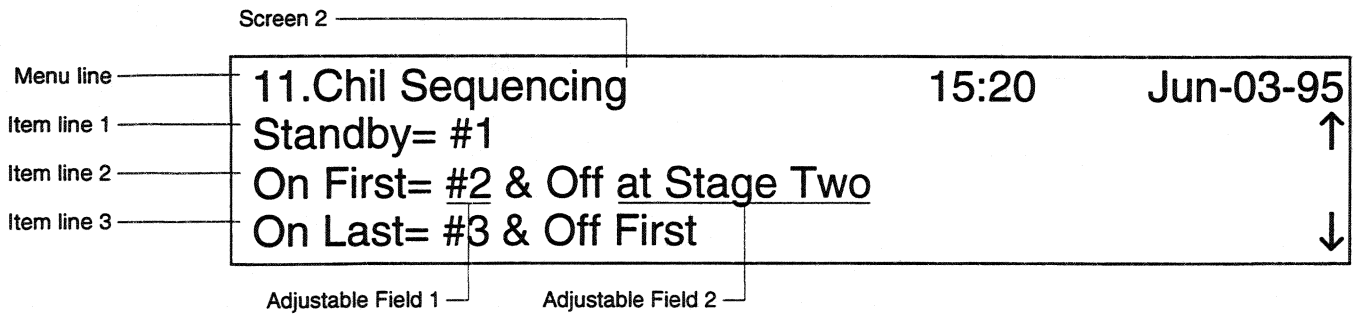 Screen 2
Menu line
11.Chil Sequencing 15:20 Jun-03-95
Item line 1
Standby= #1 ↑
Item line 2
On First= #2 & Off at Stage Two
Item line 3
On Last= #3 & Off First ↓
Adjustable Field 1
Adjustable Field 2